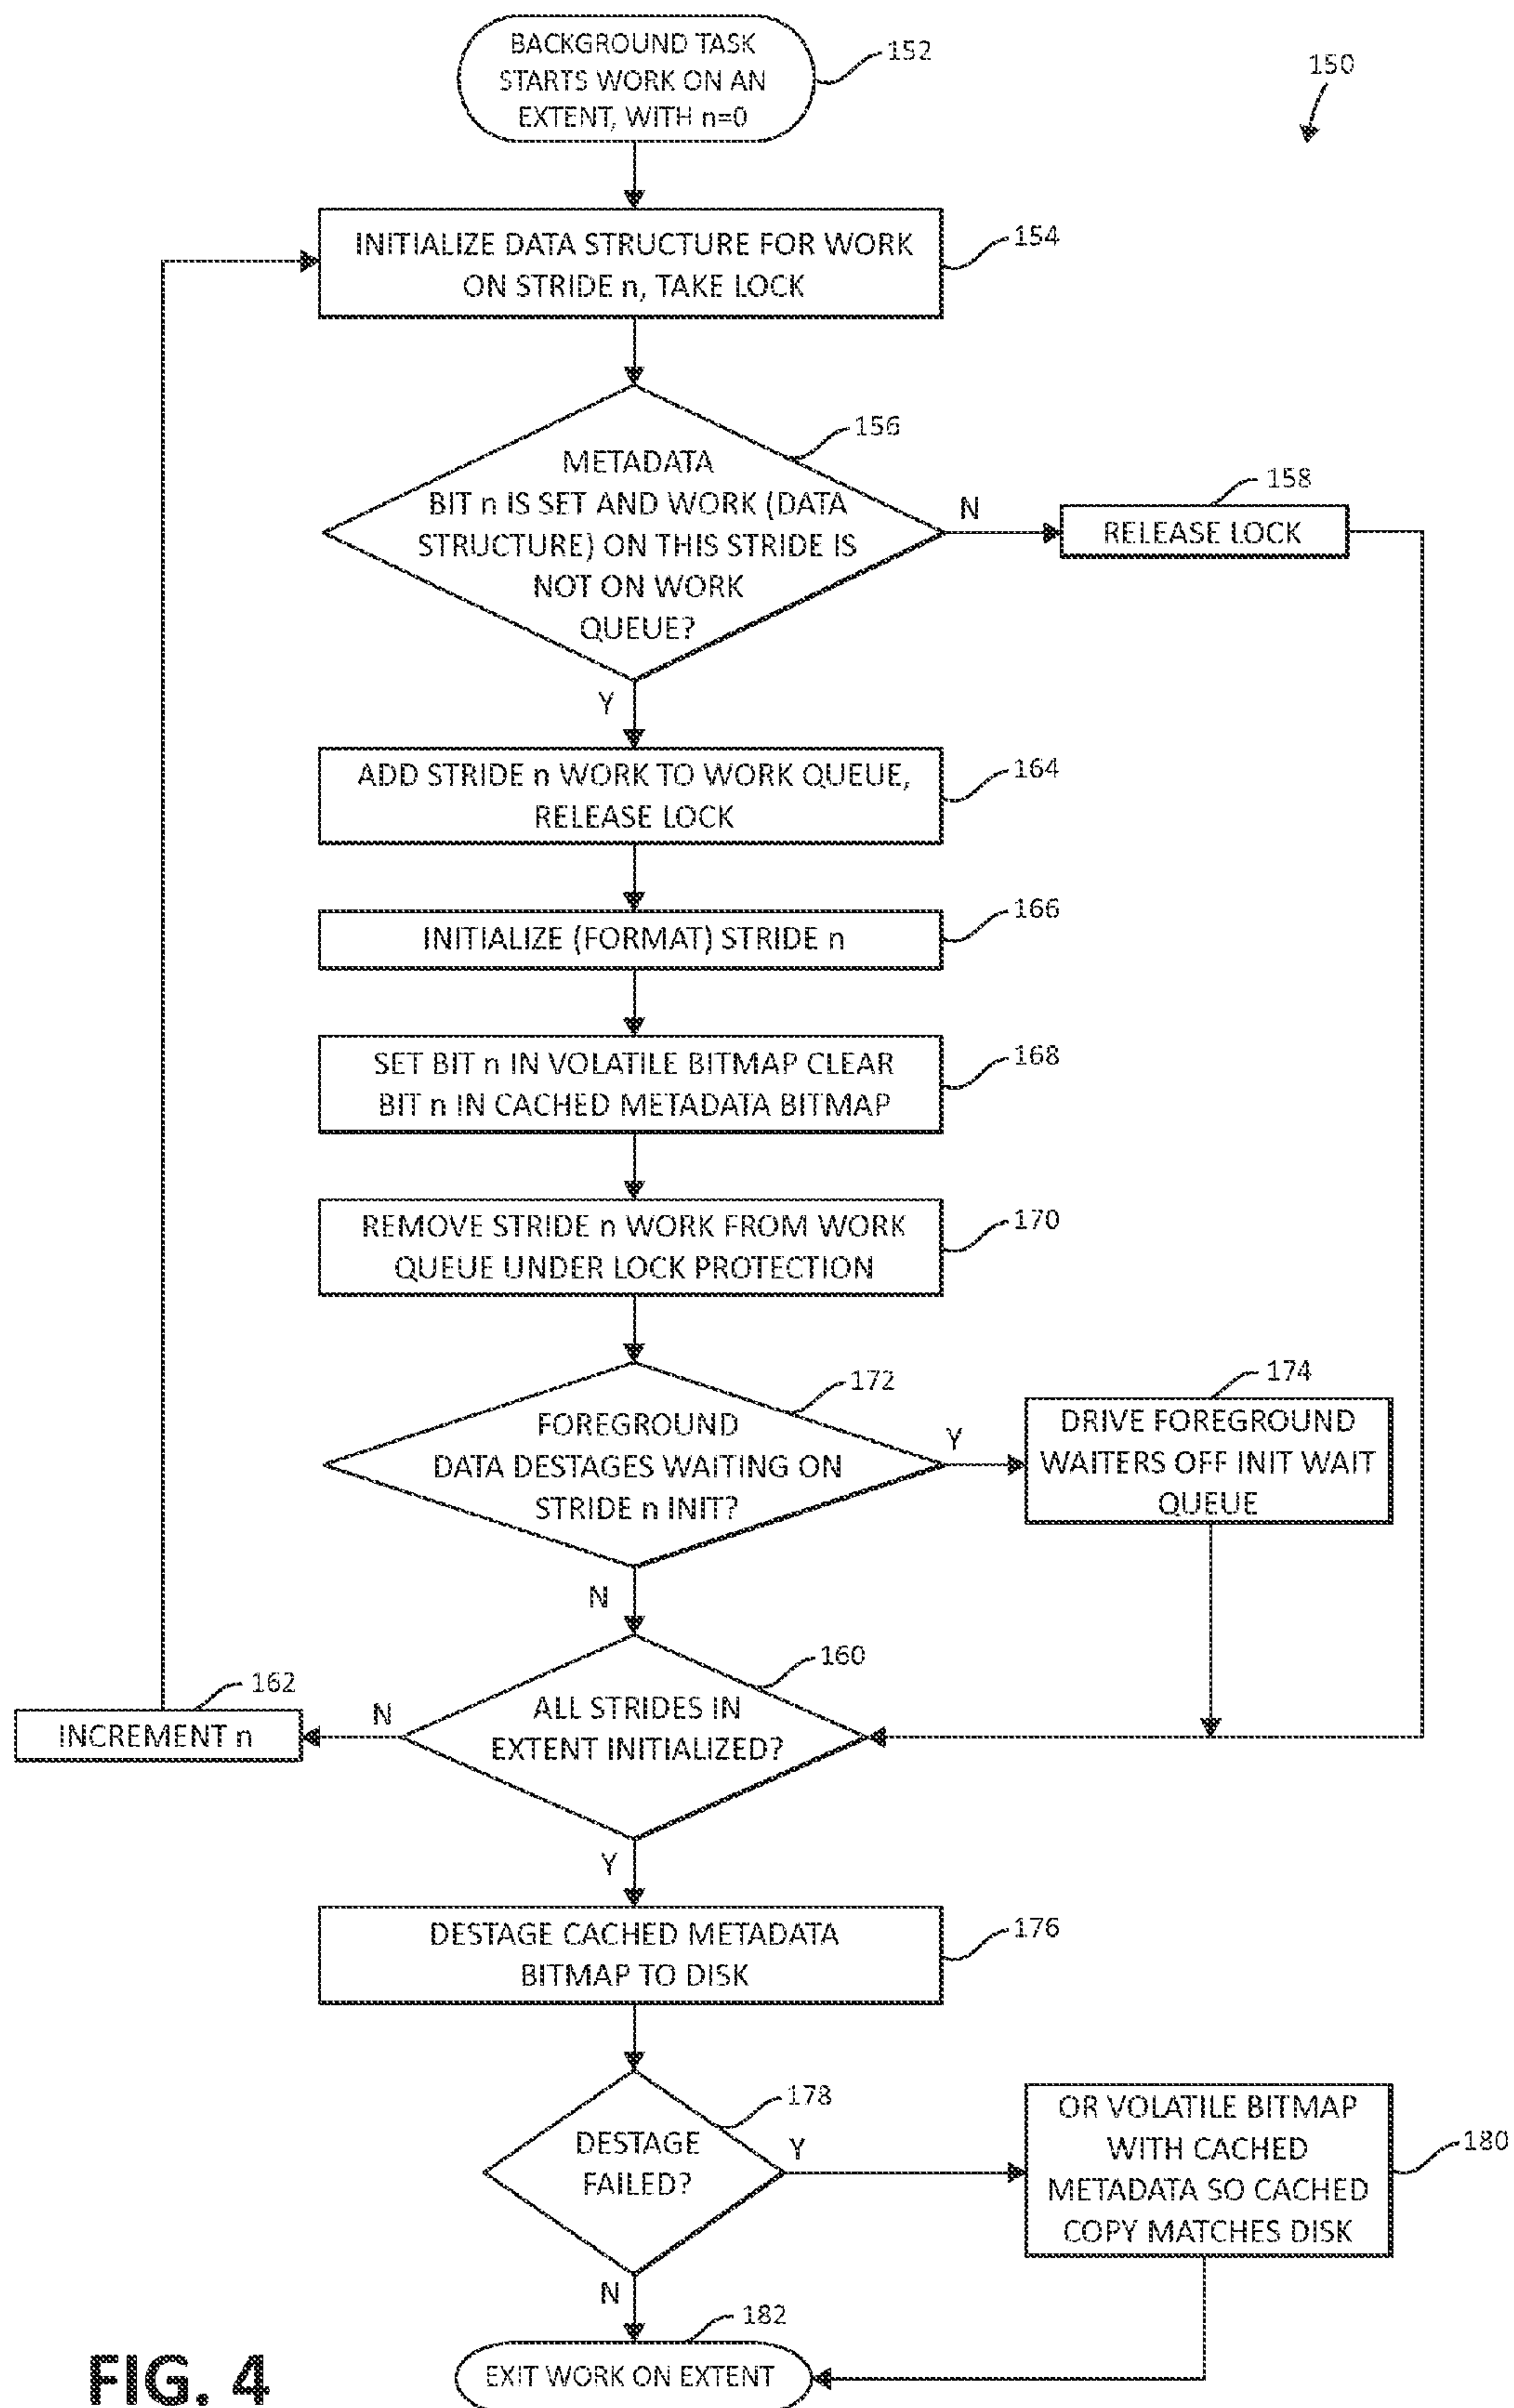 BACKGROUND TASK
STARTS WORK ON AN
EXTENT, WITH n=0
152
150
INITIALIZE DATA STRUCTURE FOR WORK
ON STRIDE n, TAKE LOCK
154
METADATA
BIT n IS SET AND WORK (DATA
STRUCTURE) ON THIS STRIDE IS
NOT ON WORK
QUEUE?
156
N
RELEASE LOCK
158
Y
ADD STRIDE n WORK TO WORK QUEUE,
RELEASE LOCK
164
INITIALIZE (FORMAT) STRIDE n
166
SET BIT n IN VOLATILE BITMAP CLEAR
BIT n IN CACHED METADATA BITMAP
168
REMOVE STRIDE n WORK FROM WORK
QUEUE UNDER LOCK PROTECTION
170
FOREGROUND
DATA DESTAGES WAITING ON
STRIDE n INIT?
172
Y
DRIVE FOREGROUND
WAITERS OFF INIT WAIT
QUEUE
174
N
ALL STRIDES IN
EXTENT INITIALIZED?
160
N
INCREMENT n
162
Y
DESTAGE CACHED METADATA
BITMAP TO DISK
176
DESTAGE
FAILED?
178
Y
OR VOLATILE BITMAP
WITH CACHED
METADATA SO CACHED
COPY MATCHES DISK
180
N
EXIT WORK ON EXTENT
182
FIG. 4